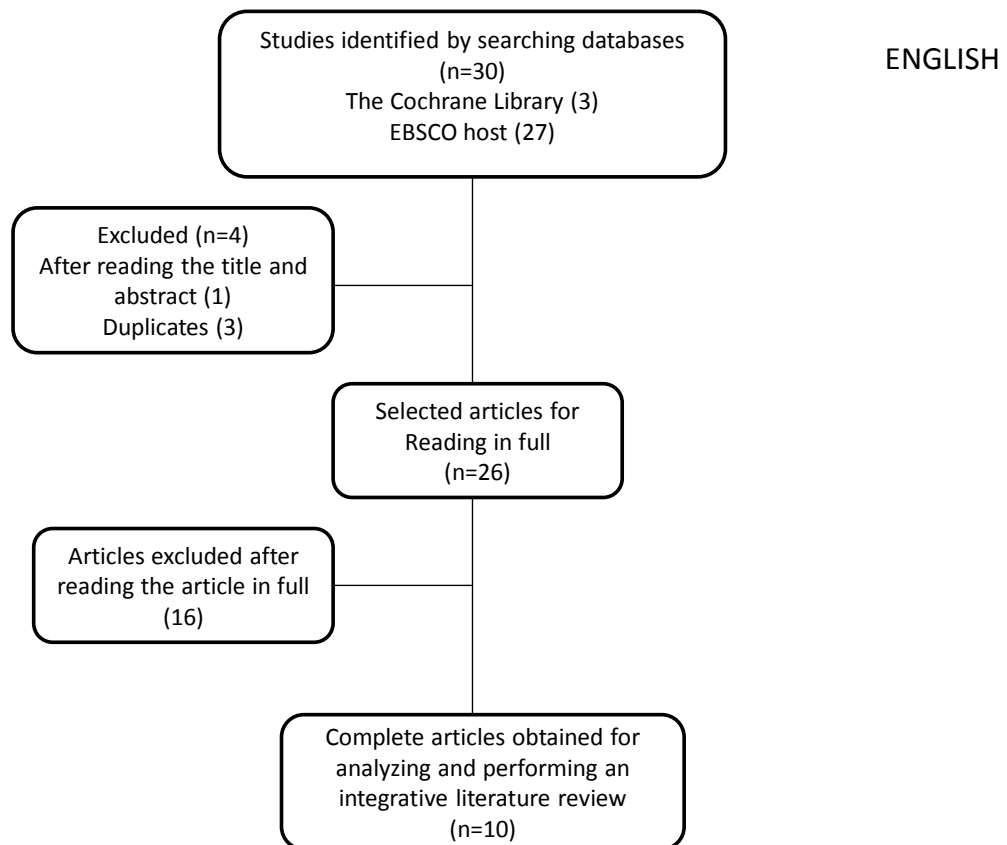 Studies identified by searching databases
(n=30)
The Cochrane Library (3)
EBSCO host (27)
ENGLISH
Excluded (n=4)
After reading the title and
abstract (1)
Duplicates (3)
Selected articles for
Reading in full
(n=26)
Articles excluded after
reading the article in full
(16)
Complete articles obtained for
analyzing and performing an
integrative literature review
(n=10)